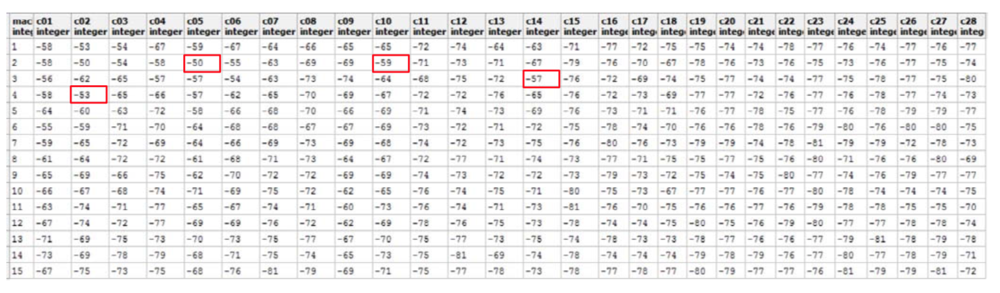 mac c01 c02 c03 c04 c05 c06 c07 c08 c09 c10 c11 c12 c13 c14 c15 c16 c17 c18 c19 c20 c21 c22 c23 c24 c25 c26 c27 c28
integ integer integer integer integer integer integer integer integer integer integer integer integer integer integer integer intege integ integ intege integ integ integ intege intege intege intege intege integ
1 -58 -53 -54 -67 -59 -67 -64 -66 -65 -65 -72 -74 -64 -63 -71 -77 -72 -75 -75 -74 -74 -78 -77 -76 -74 -77 -76 -77
2 -58 -50 -54 -58 -50 -55 -63 -69 -69 -59 -71 -73 -71 -67 -79 -76 -70 -67 -78 -76 -73 -76 -75 -73 -76 -77 -75 -74
3 -56 -62 -65 -57 -57 -54 -63 -73 -74 -64 -68 -75 -72 -57 -76 -72 -69 -74 -75 -77 -74 -74 -77 -75 -78 -77 -75 -80
4 -58 -53 -65 -66 -57 -62 -65 -70 -69 -67 -72 -72 -76 -65 -76 -72 -73 -69 -77 -77 -72 -76 -77 -76 -78 -77 -74 -73
5 -64 -60 -63 -72 -58 -66 -68 -70 -66 -69 -71 -74 -73 -69 -76 -73 -71 -71 -76 -77 -78 -75 -77 -76 -78 -79 -79 -77
6 -55 -59 -71 -70 -64 -68 -68 -67 -67 -69 -73 -72 -71 -72 -75 -78 -74 -70 -76 -76 -78 -76 -79 -80 -76 -80 -80 -75
7 -59 -65 -72 -69 -64 -66 -69 -73 -69 -68 -74 -72 -73 -75 -76 -80 -76 -73 -79 -79 -74 -78 -81 -79 -79 -72 -78 -73
8 -61 -64 -72 -72 -61 -68 -71 -73 -64 -67 -72 -77 -71 -74 -73 -77 -71 -75 -75 -77 -75 -76 -80 -71 -76 -76 -80 -69
9 -65 -69 -66 -75 -62 -70 -72 -72 -69 -69 -74 -73 -72 -72 -73 -79 -73 -72 -75 -74 -75 -80 -77 -74 -76 -79 -77 -77
10 -66 -67 -68 -74 -71 -69 -75 -72 -62 -65 -76 -74 -75 -71 -80 -75 -73 -67 -77 -77 -76 -77 -80 -78 -74 -74 -74 -75
11 -63 -74 -71 -77 -65 -67 -74 -71 -60 -73 -76 -74 -71 -73 -81 -76 -70 -75 -76 -76 -77 -76 -79 -78 -78 -75 -75 -70
12 -67 -74 -72 -77 -69 -69 -76 -72 -62 -69 -78 -76 -75 -73 -78 -74 -74 -75 -80 -75 -76 -79 -80 -77 -77 -78 -78 -74
13 -71 -69 -75 -73 -70 -73 -75 -77 -67 -70 -75 -77 -73 -75 -74 -78 -73 -73 -78 -77 -76 -76 -77 -79 -81 -78 -79 -78
14 -73 -69 -78 -79 -68 -71 -75 -74 -65 -73 -75 -81 -69 -74 -78 -74 -74 -74 -79 -78 -79 -76 -77 -80 -77 -78 -79 -71
15 -67 -75 -73 -75 -68 -76 -81 -79 -69 -71 -75 -77 -78 -73 -78 -77 -78 -77 -80 -79 -77 -77 -76 -81 -79 -79 -81 -72